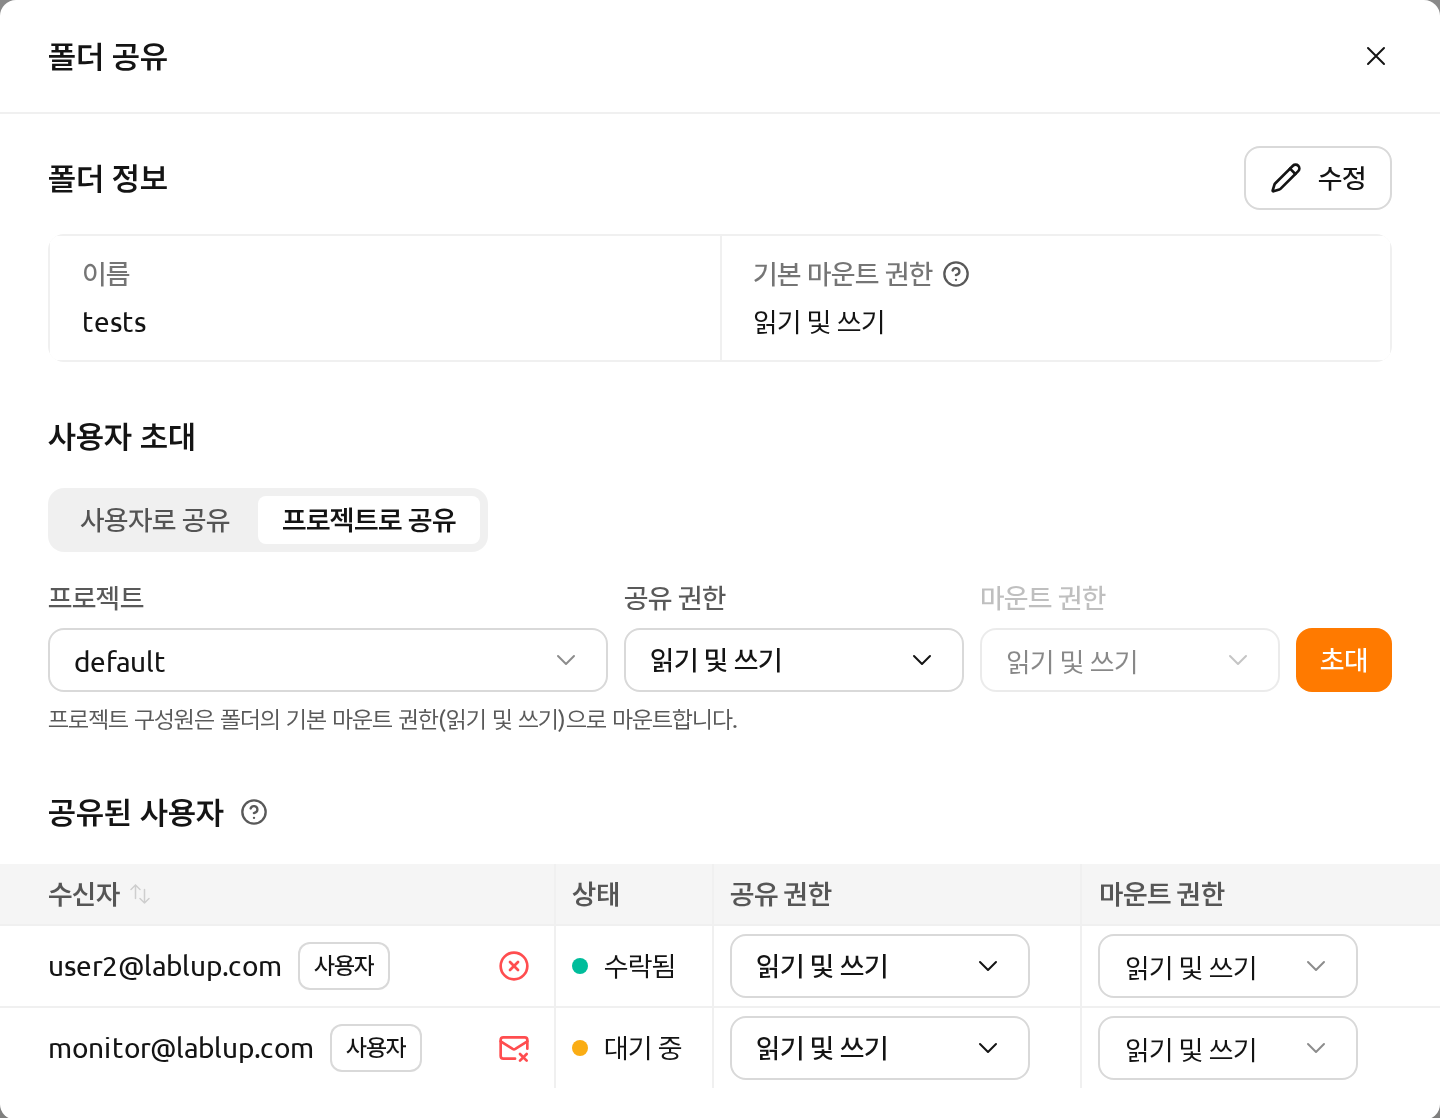 폴더 공유
폴더 정보
수정
이름
tests
기본 마운트 권한
읽기 및 쓰기
사용자 초대
사용자로 공유
프로젝트로 공유
프로젝트
공유 권한
마운트 권한
default
읽기 및 쓰기
읽기 및 쓰기
초대
프로젝트 구성원은 폴더의 기본 마운트 권한(읽기 및 쓰기)으로 마운트합니다.
공유된 사용자
수신자 상태 공유 권한 마운트 권한
user2@lablup.com 사용자 수락됨 읽기 및 쓰기 읽기 및 쓰기
monitor@lablup.com 사용자 대기 중 읽기 및 쓰기 읽기 및 쓰기